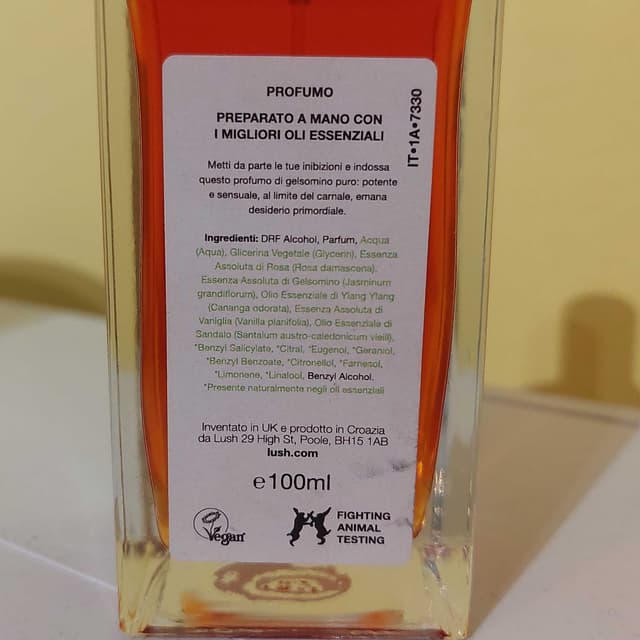 PROFUMO
PREPARATO A MANO CON
I MIGLIORI OLI ESSENZIALI
IT•1A•7330
Metti da parte le tue inibizioni e indossa
questo profumo di gelsomino puro: potente
e sensuale, al limite del carnale, emana
desiderio primordiale.
Ingredienti: DRF Alcohol, Parfum, Acqua
(Aqua), Glicerina Vegetale (Glycerin), Essenza
Assoluta di Rosa (Rosa damascena),
Essenza Assoluta di Gelsomino (Jasminum
grandiflorum), Olio Essenziale di Ylang Ylang
(Cananga odorata), Essenza Assoluta di
Vaniglia (Vanilla planifolia), Olio Essenziale di
Sandalo (Santalum austro-caledonicum vieill),
*Benzyl Salicylate, *Citral, *Eugenol, *Geraniol,
*Benzyl Benzoate, *Citronellol, *Farnesol,
*Limonene, *Linalool, Benzyl Alcohol.
*Presente naturalmente negli oli essenziali
Inventato in UK e prodotto in Croazia
da Lush 29 High St, Poole, BH15 1AB
lush.com
℮100ml
Vegan
FIGHTING
ANIMAL
TESTING